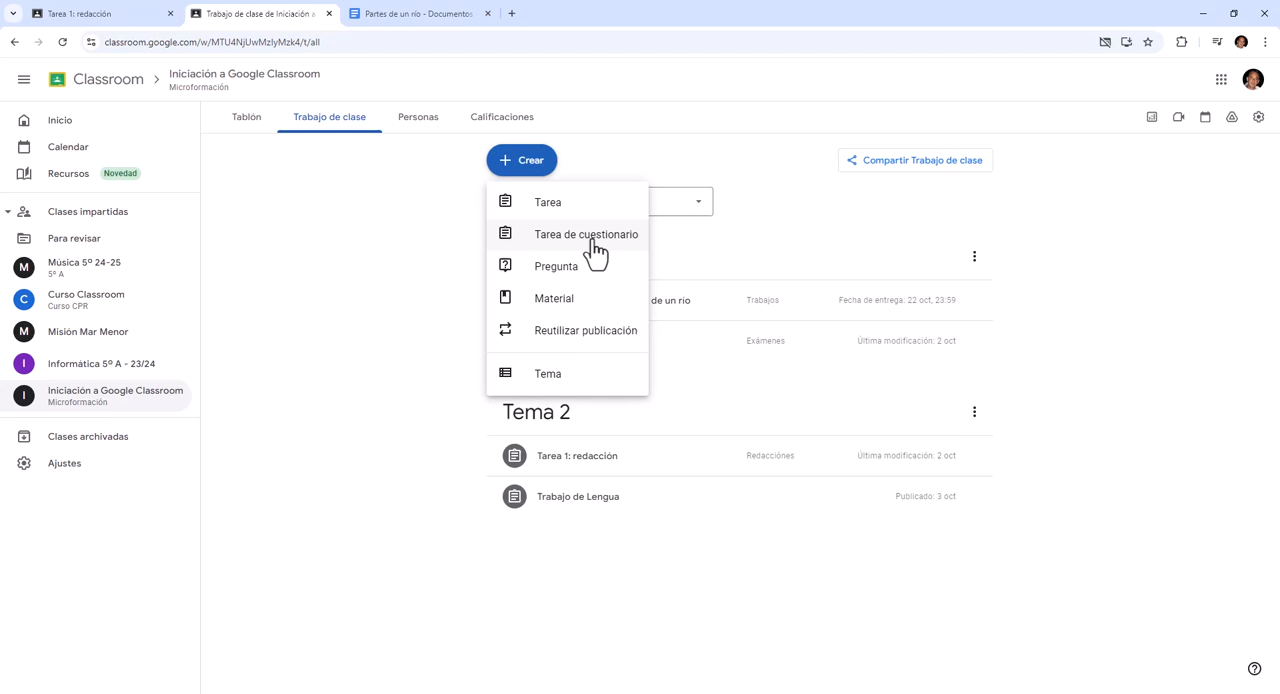 Tarea 1: redacción
Trabajo de clase de Iniciación a
Partes de un río - Documentos
classroom.google.com/w/MTU4NjUwMzIyMzk4/t/all
Classroom
Iniciación a Google Classroom
Microformación
Inicio
Calendar
Recursos Novedad
Clases impartidas
Para revisar
M
Música 5º 24-25
5º A
C
Curso Classroom
Curso CPR
M
Misión Mar Menor
I
Informática 5º A - 23/24
I
Iniciación a Google Classroom
Microformación
Clases archivadas
Ajustes
Tablón
Trabajo de clase
Personas
Calificaciones
Crear
Compartir Trabajo de clase
Tarea
Tarea de cuestionario
Pregunta
Material
Reutilizar publicación
Tema
de un rio
Trabajos
Fecha de entrega: 22 oct, 23:59
Exámenes
Última modificación: 2 oct
Tema 2
Tarea 1: redacción
Redacciónes
Última modificación: 2 oct
Trabajo de Lengua
Publicado: 3 oct